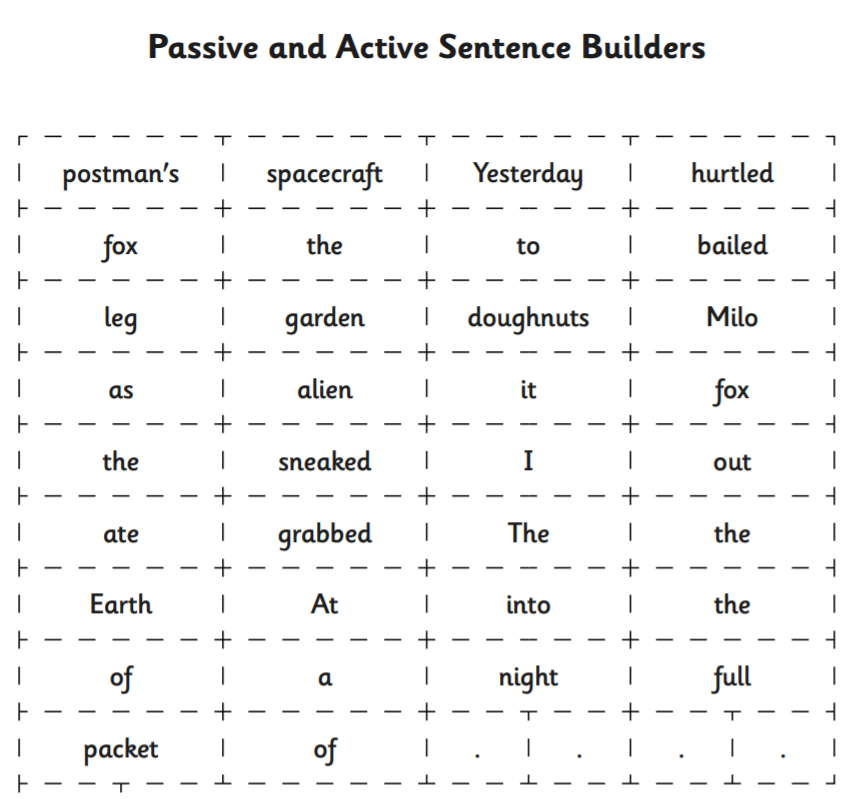 Passive and Active Sentence Builders
postman's spacecraft Yesterday hurtled
fox the to bailed
leg garden doughnuts Milo
as alien it fox
the sneaked I out
ate grabbed The the
Earth At into the
of a night full
packet of . . . .